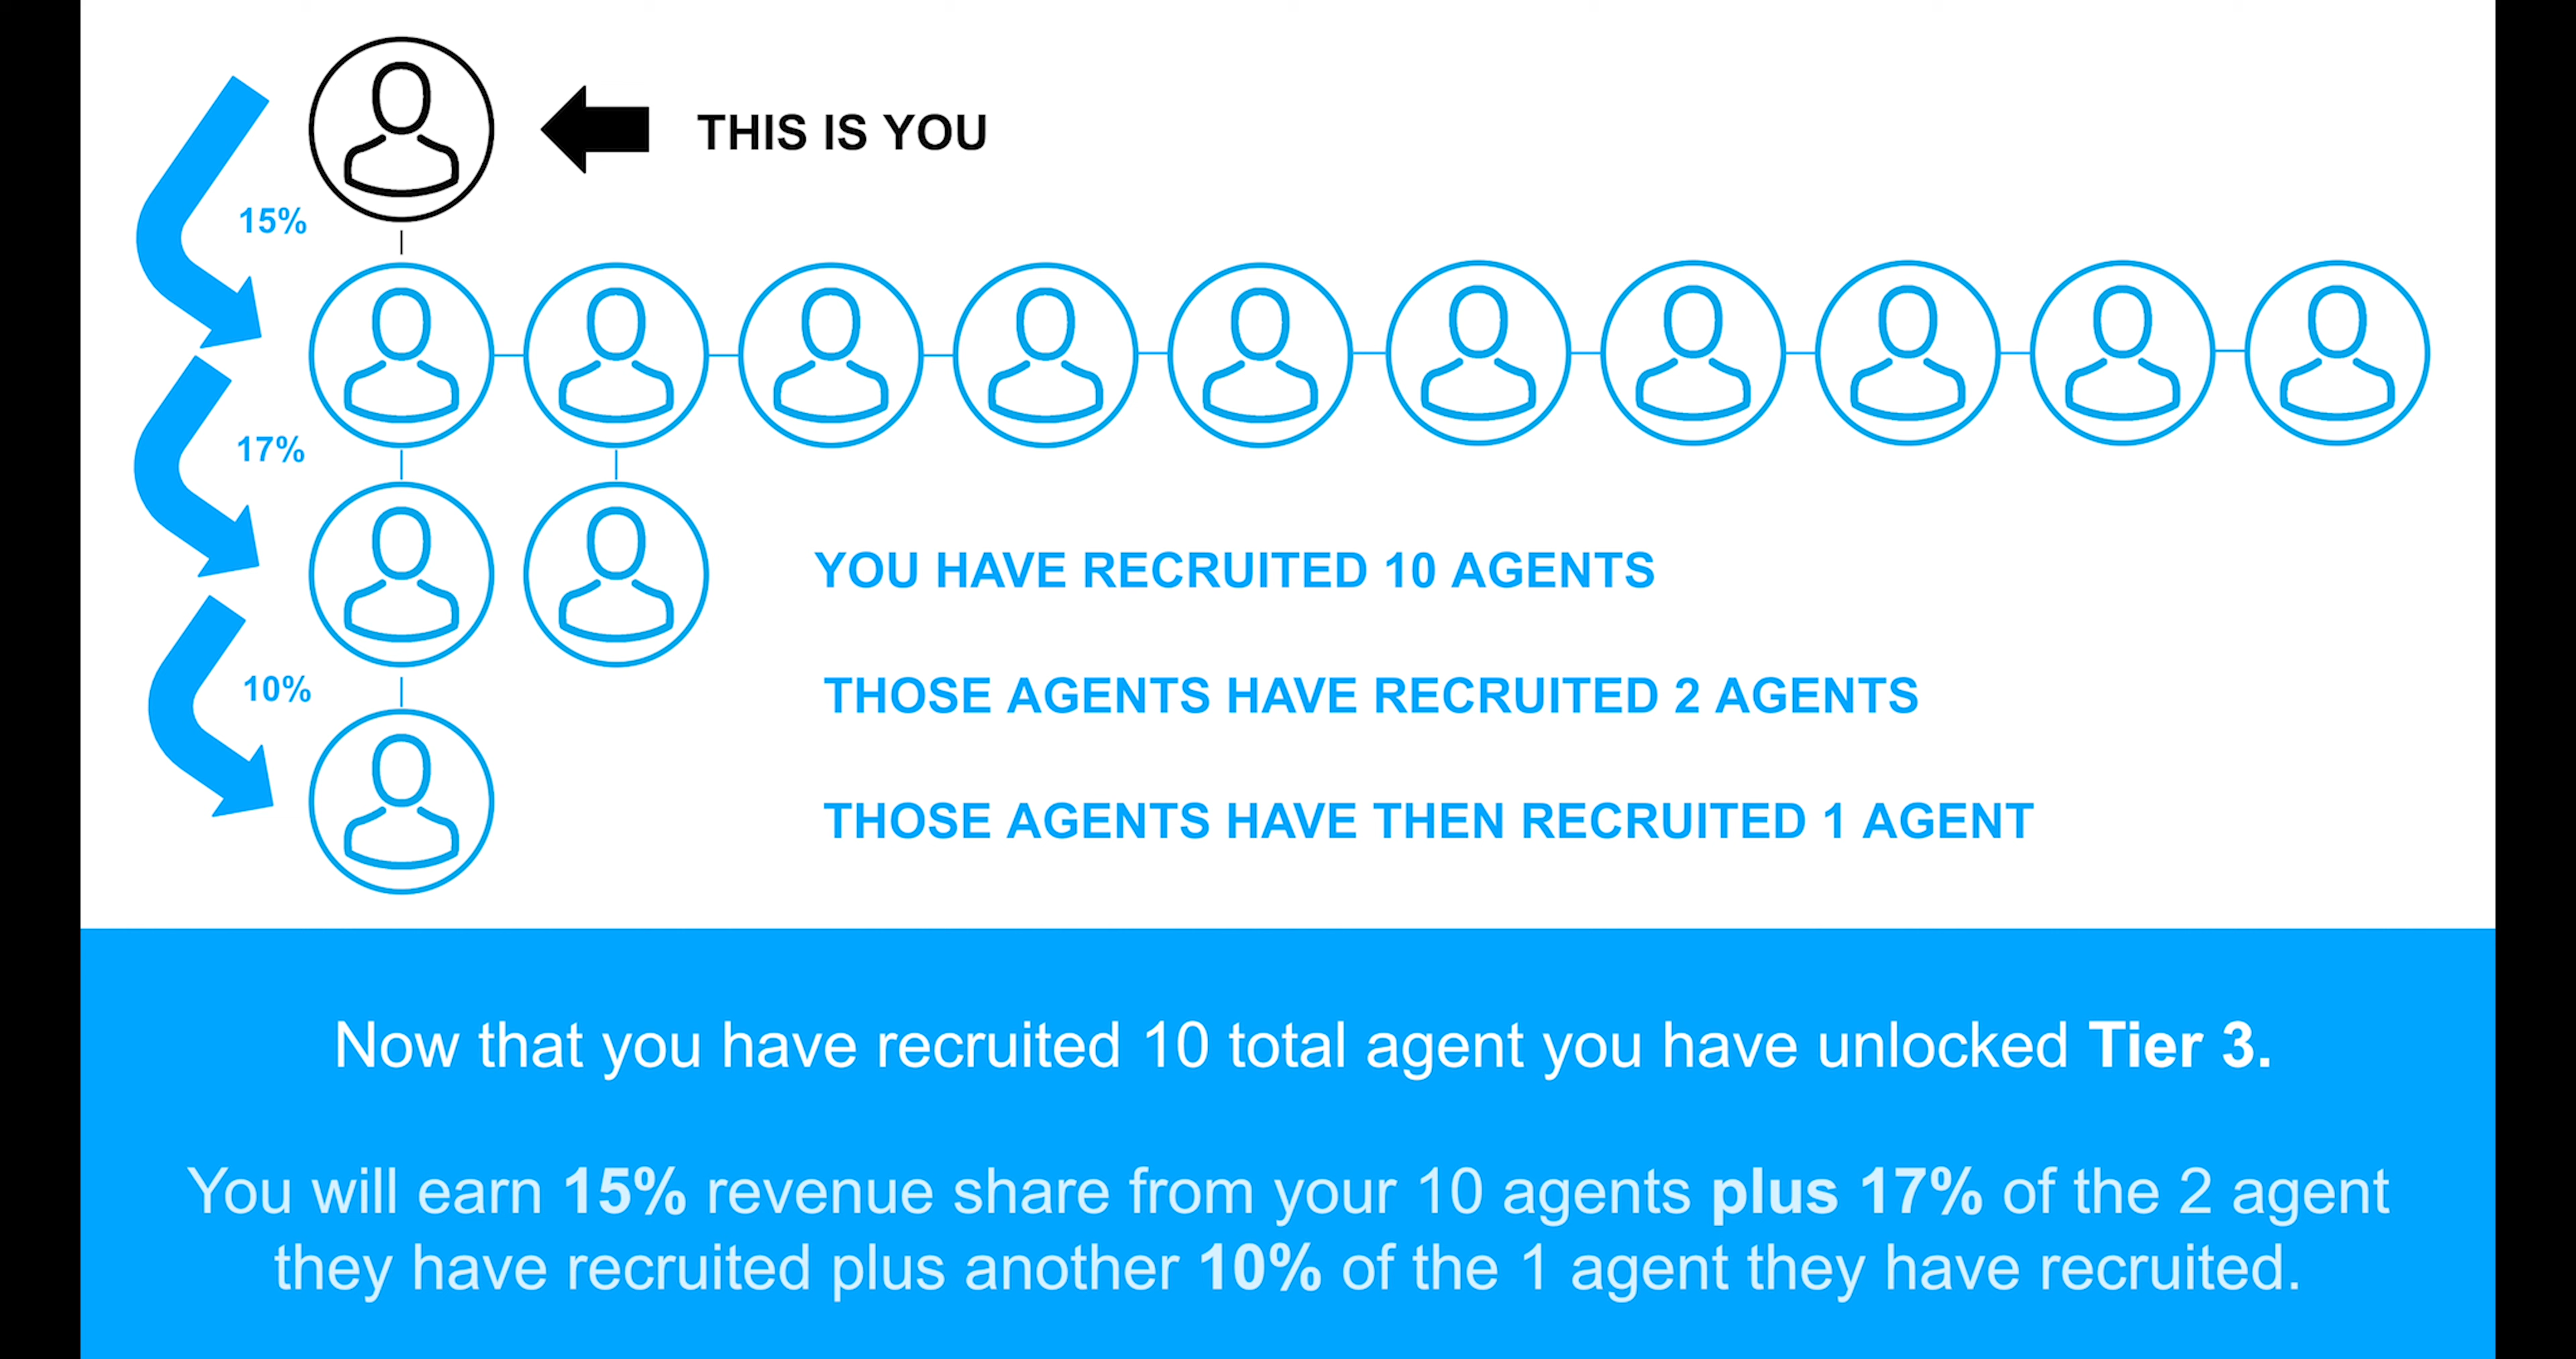 THIS IS YOU
15%
17%
YOU HAVE RECRUITED 10 AGENTS
THOSE AGENTS HAVE RECRUITED 2 AGENTS
10%
THOSE AGENTS HAVE THEN RECRUITED 1 AGENT
Now that you have recruited 10 total agent you have unlocked Tier 3.
You will earn 15% revenue share from your 10 agents plus 17% of the 2 agent
they have recruited plus another 10% of the 1 agent they have recruited.